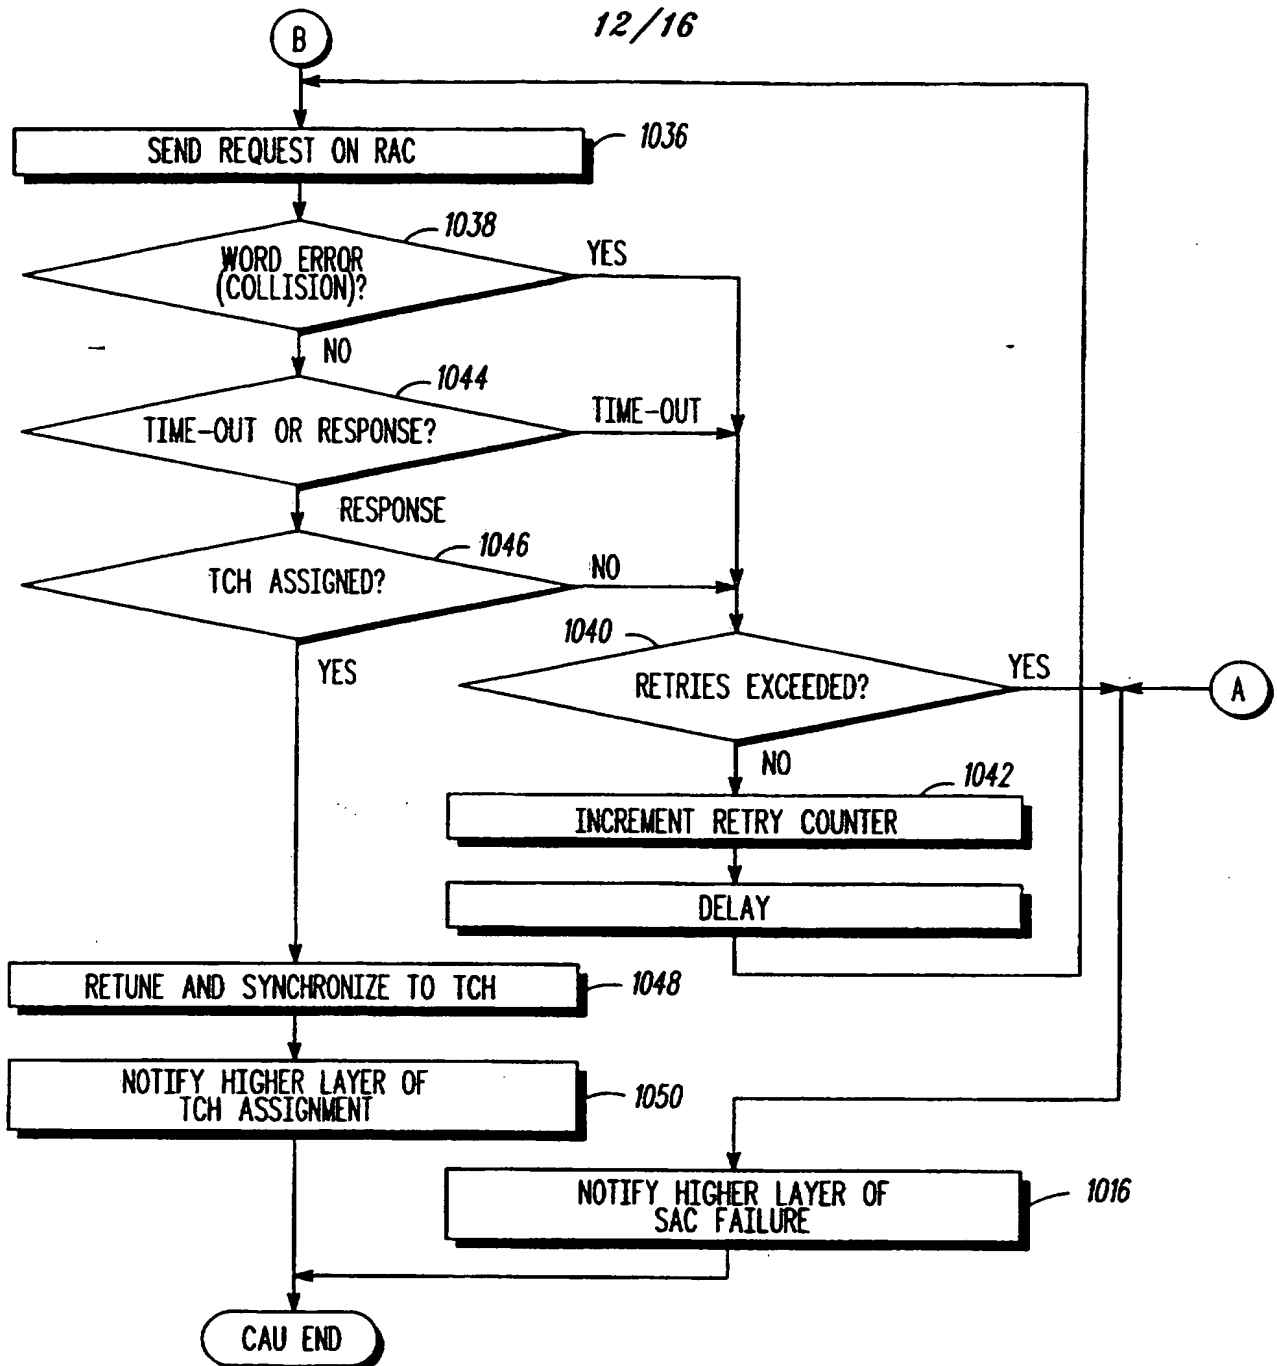 12/16
B
SEND REQUEST ON RAC
1036
WORD ERROR
(COLLISION)?
1038
YES
NO
TIME-OUT OR RESPONSE?
1044
TIME-OUT
RESPONSE
TCH ASSIGNED?
1046
NO
YES
RETRIES EXCEEDED?
1040
YES
A
NO
INCREMENT RETRY COUNTER
1042
DELAY
RETUNE AND SYNCHRONIZE TO TCH
1048
NOTIFY HIGHER LAYER OF
TCH ASSIGNMENT
1050
NOTIFY HIGHER LAYER OF
SAC FAILURE
1016
CAU END